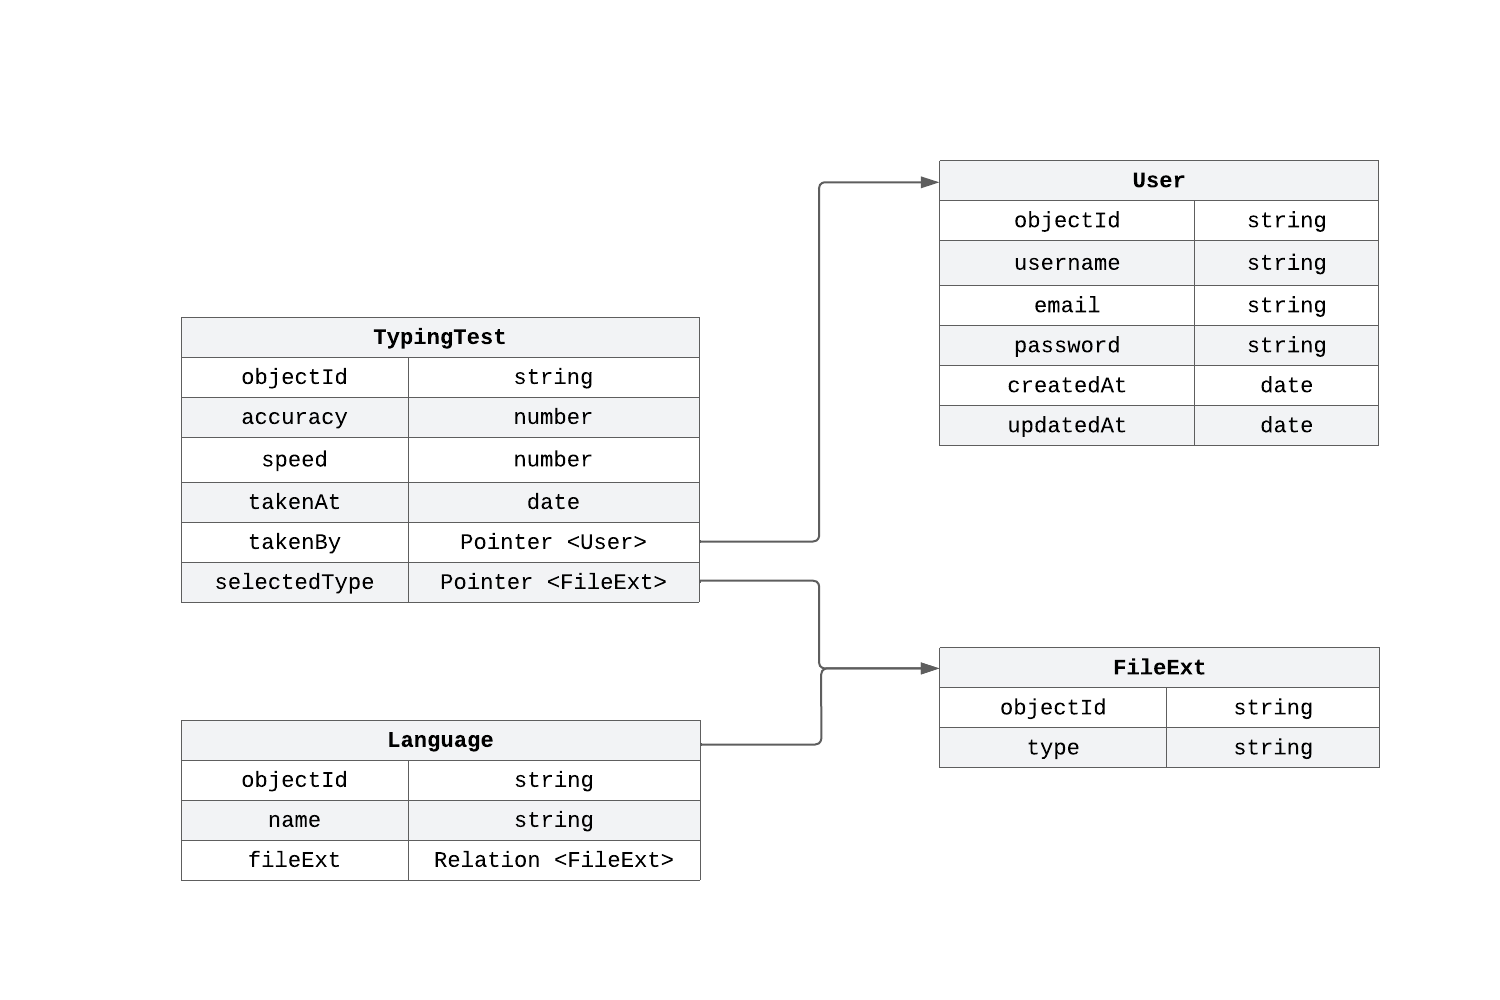 TypingTest
objectId string
accuracy number
speed number
takenAt date
takenBy Pointer <User>
selectedType Pointer <FileExt>
Language
objectId string
name string
fileExt Relation <FileExt>
User
objectId string
username string
email string
password string
createdAt date
updatedAt date
FileExt
objectId string
type string